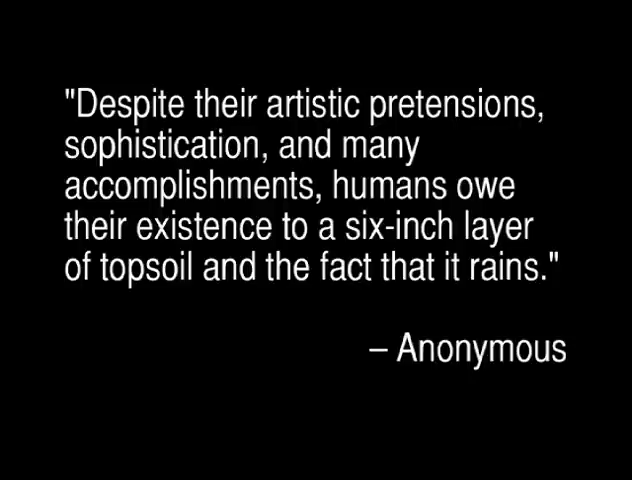 "Despite their artistic pretensions,
sophistication, and many
accomplishments, humans owe
their existence to a six-inch layer
of topsoil and the fact that it rains."
– Anonymous